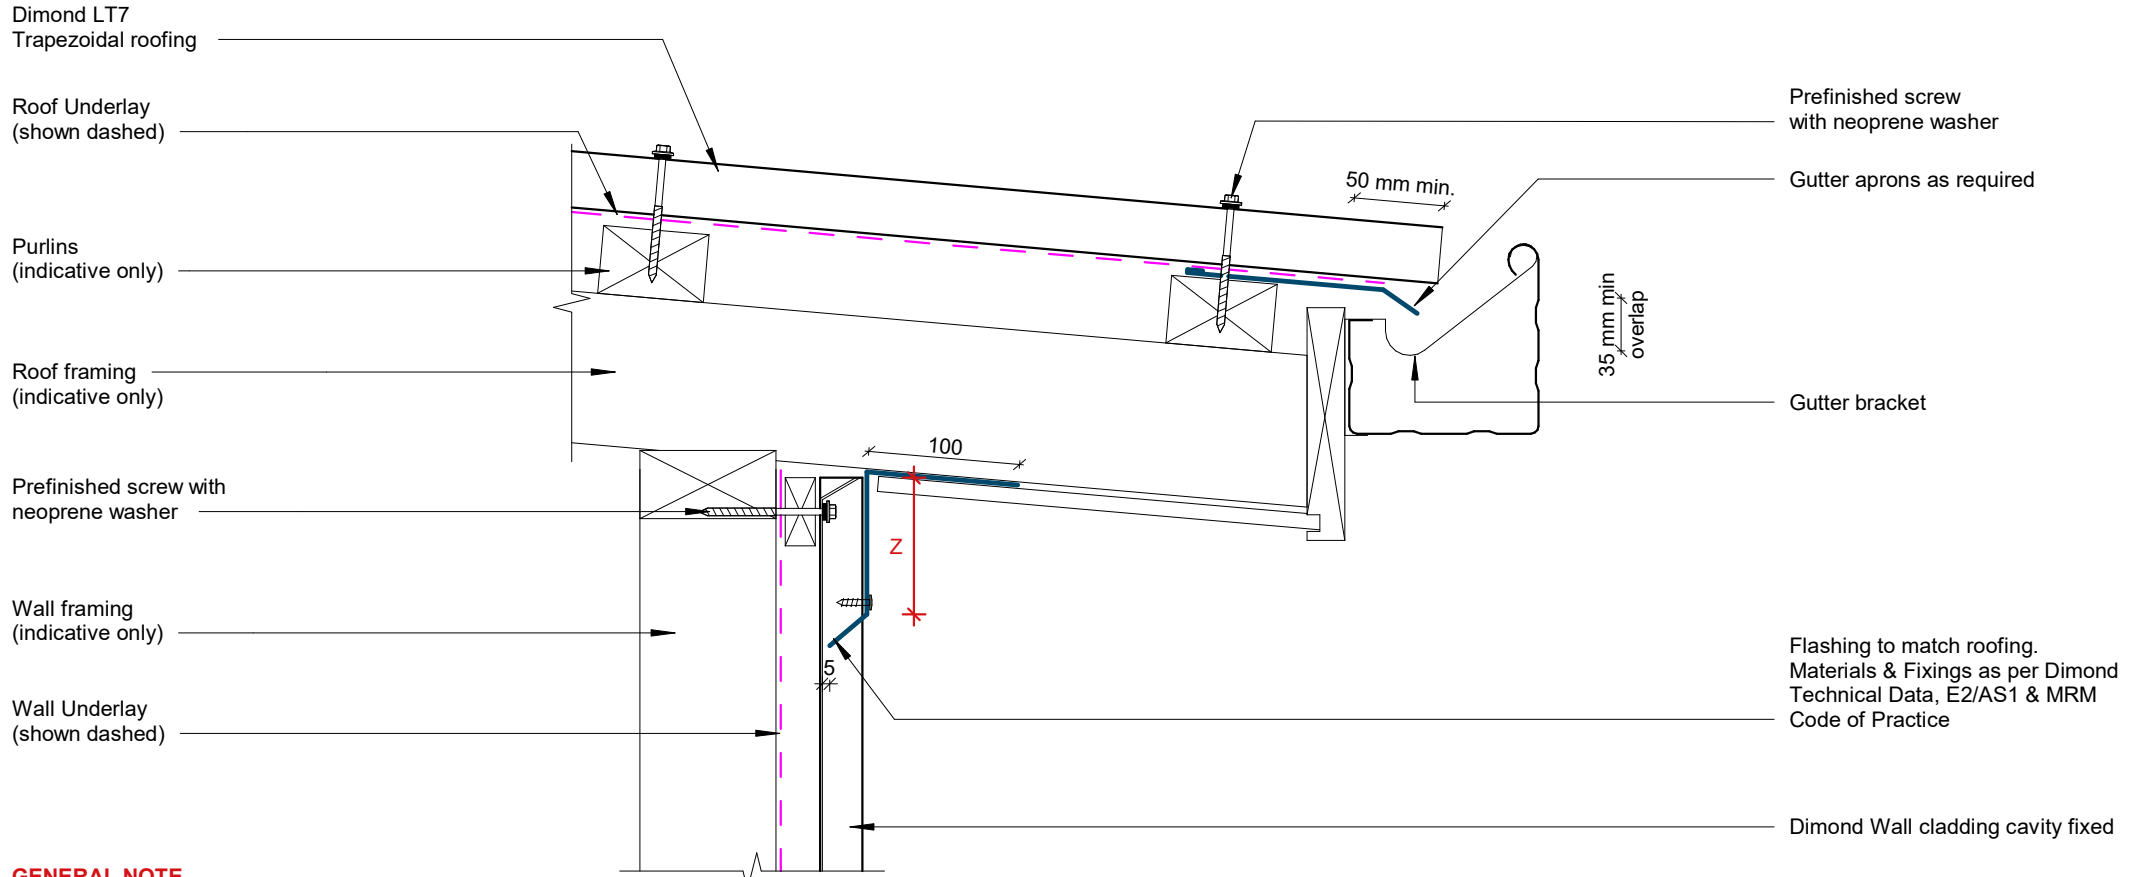 Dimond LT7
Trapezoidal roofing
Roof Underlay
(shown dashed)
Purlins
(indicative only)
Roof framing
(indicative only)
Prefinished screw with
neoprene washer
Wall framing
(indicative only)
Wall Underlay
(shown dashed)
GENERAL NOTE
50 mm min.
35 mm min
overlap
100
Z
5
Prefinished screw
with neoprene washer
Gutter aprons as required
Gutter bracket
Flashing to match roofing.
Materials & Fixings as per Dimond
Technical Data, E2/AS1 & MRM
Code of Practice
Dimond Wall cladding cavity fixed